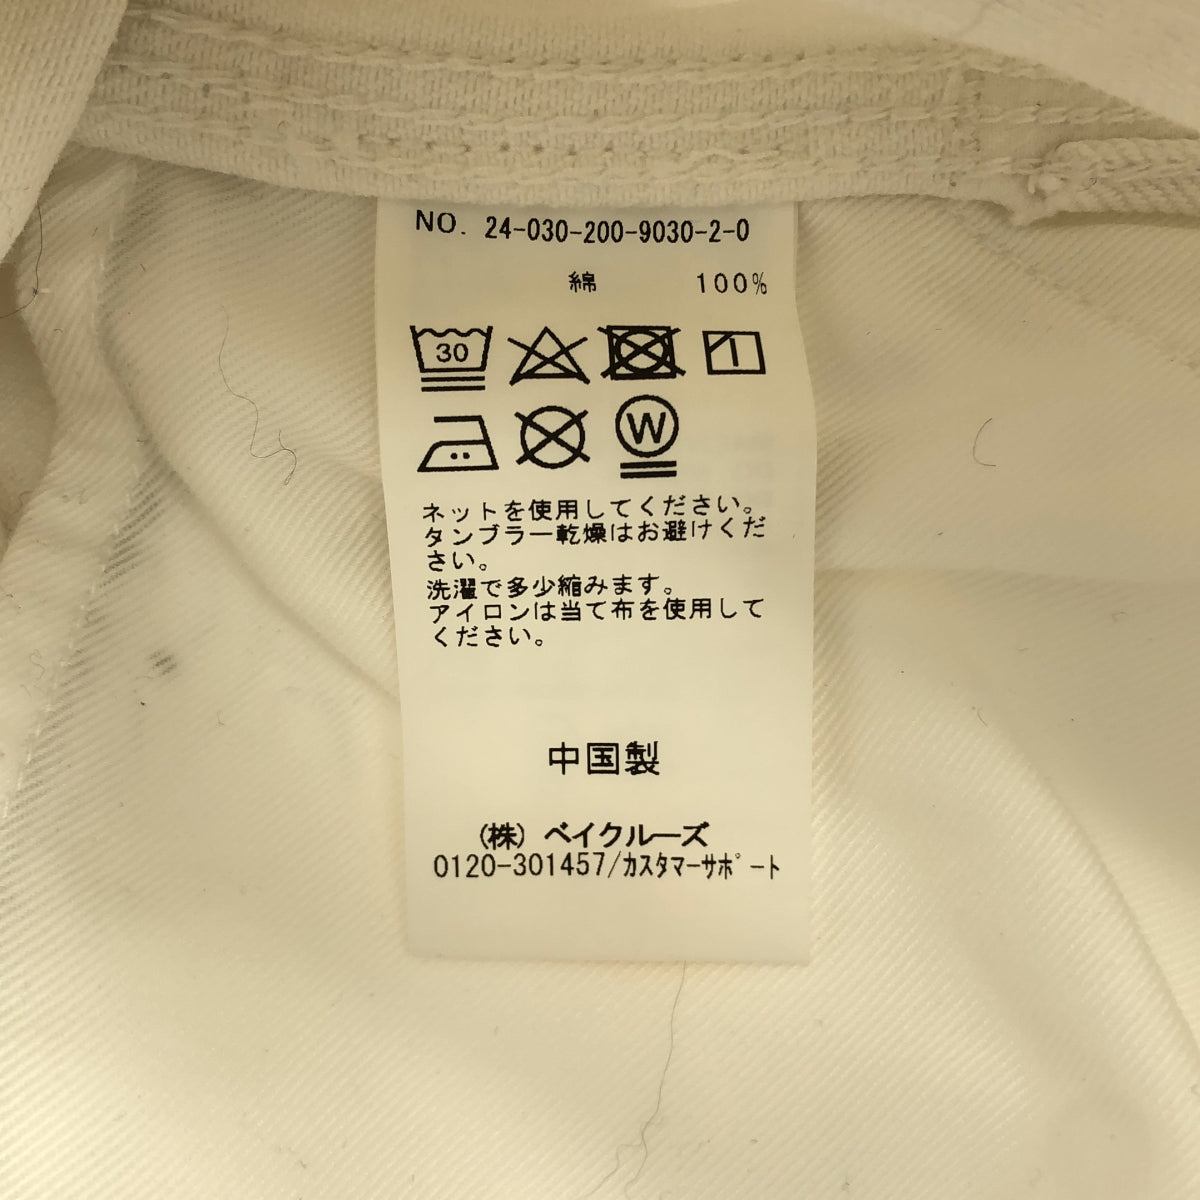 NO. 24-030-200-9030-2-0
綿 100%
30
W
ネットを使用してください。
タンブラー乾燥はお避けくだ
さい。
洗濯で多少縮みます。
アイロンは当て布を使用して
ください。
中国製
(株) ベイクルーズ
0120-301457/ｶｽﾀﾏｰｻﾎﾟｰﾄ